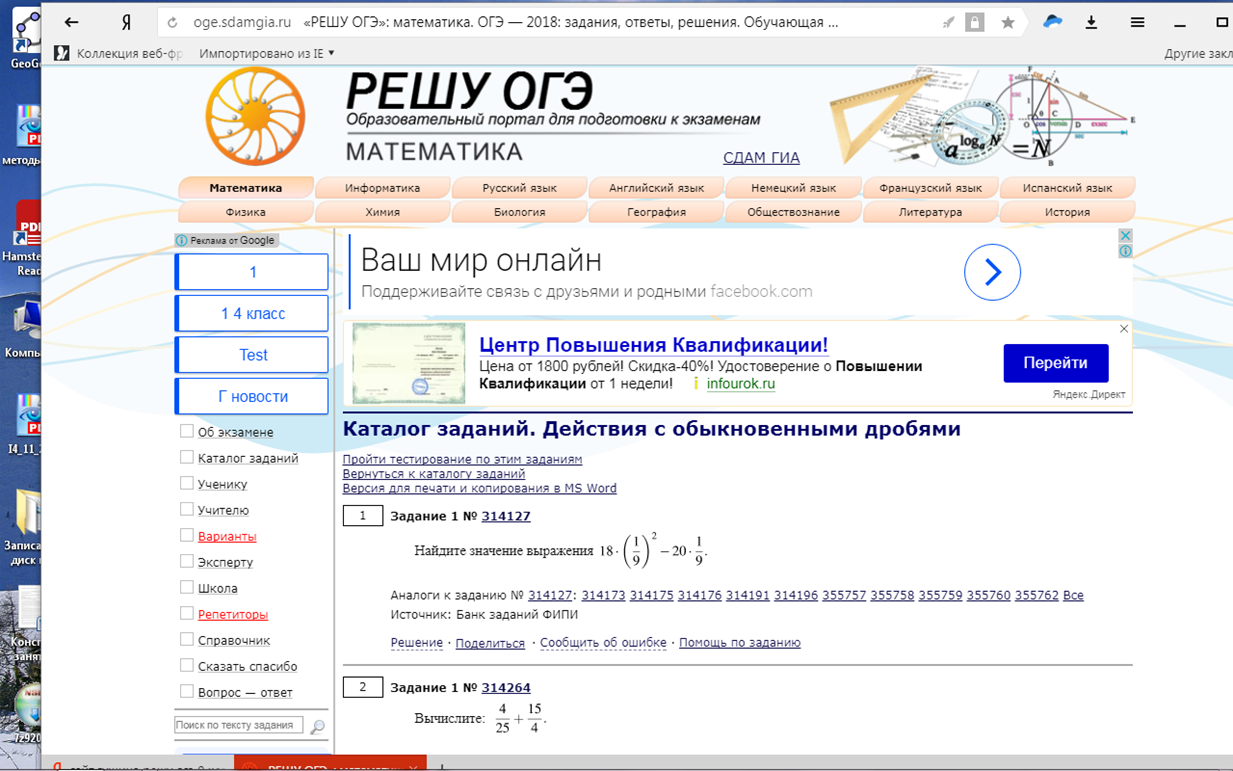 GeoG
методы
PDF
Hamste
Read
Компь
I4_11_
Записа
диск
Конс
заня
7z920
Я
oge.sdamgia.ru «РЕШУ ОГЭ»: математика. ОГЭ — 2018: задания, ответы, решения. Обучающая ...
Коллекция веб-фр
Импортировано из IE
Другие закл
РЕШУ ОГЭ
Образовательный портал для подготовки к экзаменам
МАТЕМАТИКА
СДАМ ГИА
Математика Информатика Русский язык Английский язык Немецкий язык Французский язык Испанский язык
Физика Химия Биология География Обществознание Литература История
Реклама от Google
1
1 4 класс
Test
Г новости
Об экзамене
Каталог заданий
Ученику
Учителю
Варианты
Эксперту
Школа
Репетиторы
Справочник
Сказать спасибо
Вопрос — ответ
Поиск по тексту задания
Ваш мир онлайн
Поддерживайте связь с друзьями и родными facebook.com
Центр Повышения Квалификации!
Цена от 1800 рублей! Скидка-40%! Удостоверение о Повышении
Квалификации от 1 недели! infourok.ru
Перейти
Яндекс.Директ
Каталог заданий. Действия с обыкновенными дробями
Пройти тестирование по этим заданиям
Вернуться к каталогу заданий
Версия для печати и копирования в MS Word
1 Задание 1 № 314127
Найдите значение выражения 18 · (1/9)² − 20 · 1/9.
Аналоги к заданию № 314127: 314173 314175 314176 314191 314196 355757 355758 355759 355760 355762 Все
Источник: Банк заданий ФИПИ
Решение · Поделиться · Сообщить об ошибке · Помощь по заданию
2 Задание 1 № 314264
Вычислите: 4/25 + 15/4.